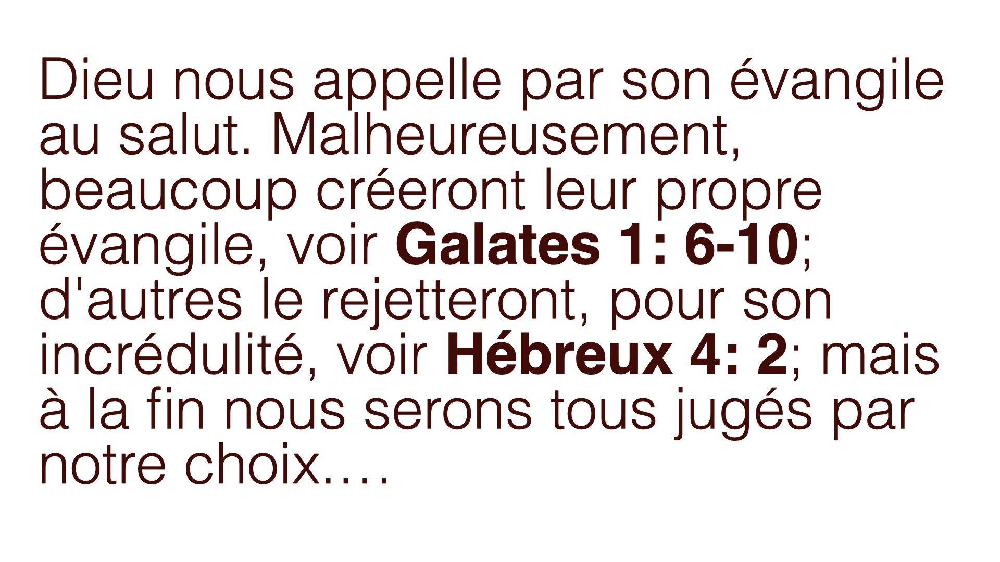 Dieu nous appelle par son évangile
au salut. Malheureusement,
beaucoup créeront leur propre
évangile, voir Galates 1: 6-10;
d'autres le rejetteront, pour son
incrédulité, voir Hébreux 4: 2; mais
à la fin nous serons tous jugés par
notre choix….